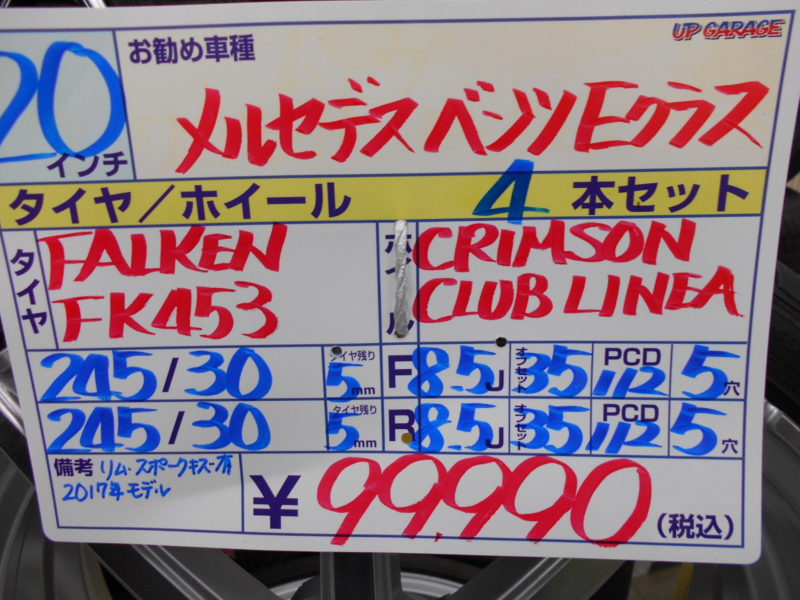 UP GARAGE
お勧め車種
20
インチ
メルセデス ベンツ Eクラス
タイヤ／ホイール 4 本セット
タイヤ
FALKEN
FK453
CRIMSON
CLUB LINEA
245/30 タイヤ残り 5mm F 8.5J オフセット 35 PCD 112 5穴
245/30 タイヤ残り 5mm R 8.5J オフセット 35 PCD 112 5穴
備考 リム・スポークキズ有
2017年モデル
¥99,990(税込)